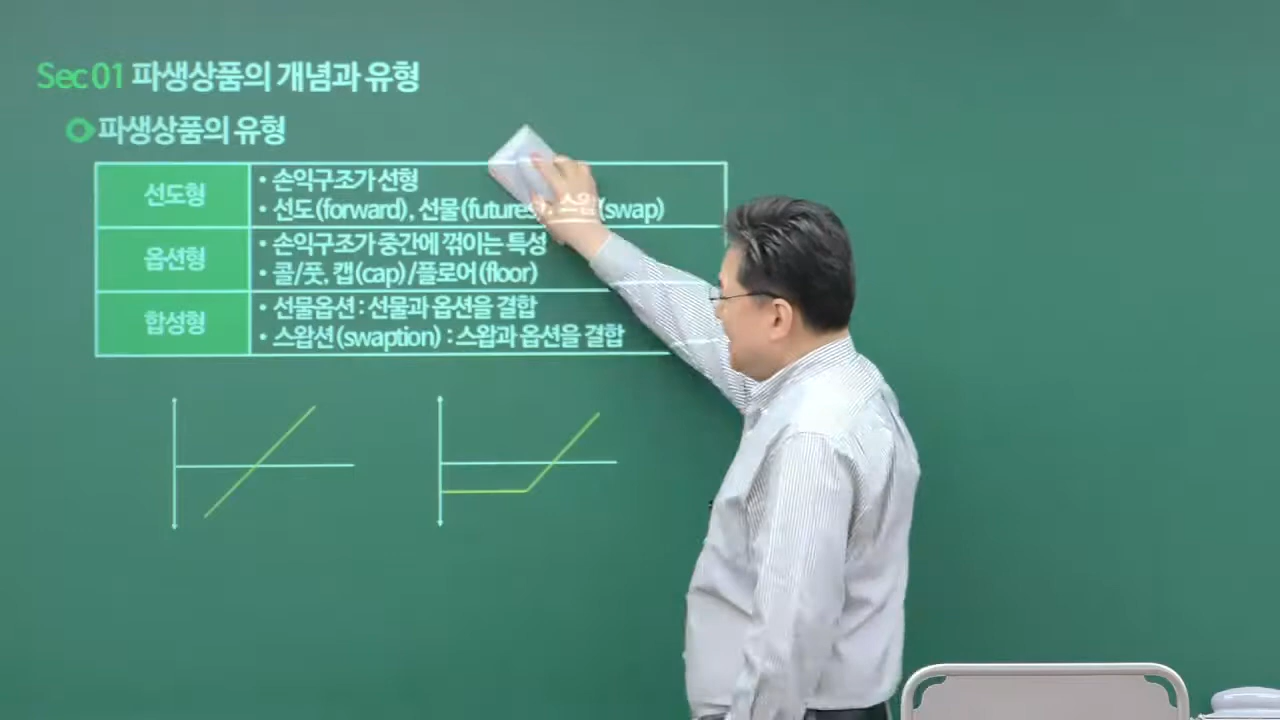 Sec 01 파생상품의 개념과 유형
파생상품의 유형
선도형
• 손익구조가 선형
• 선도(forward), 선물(futures), 스왑(swap)
옵션형
• 손익구조가 중간에 꺾이는 특성
• 콜/풋, 캡(cap)/플로어(floor)
합성형
• 선물옵션 : 선물과 옵션을 결합
• 스왑션(swaption) : 스왑과 옵션을 결합